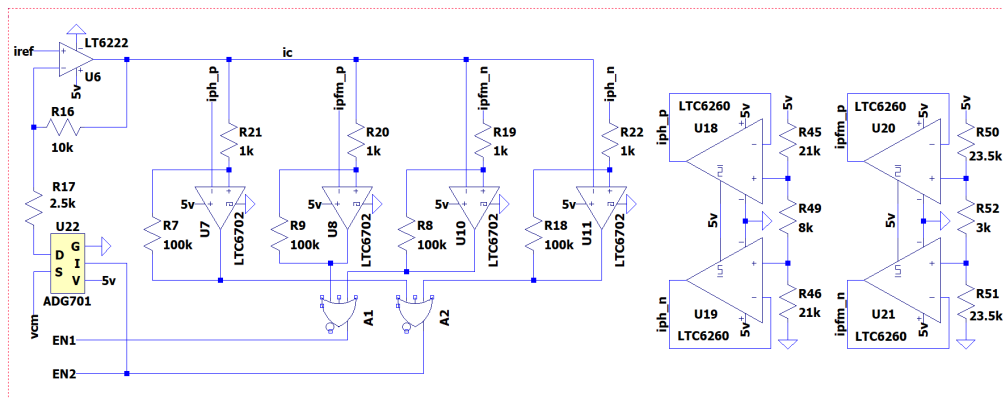 iref
LT6222
U6
5v
ic
R16
10k
R17
2.5k
U22
D
S
G
I
V
5v
ADG701
vcm
EN1
EN2
iph_p
R21
1k
5v
U7
LTC6702
R7
100k
ipfm_p
R20
1k
5v
U8
LTC6702
R9
100k
ipfm_n
R19
1k
5v
U10
LTC6702
R8
100k
iph_n
R22
1k
5v
U11
LTC6702
R18
100k
A1
A2
iph_p
LTC6260
U18
5v
5v
R45
21k
R49
8k
5v
R46
21k
iph_n
U19
5v
LTC6260
ipfm_p
LTC6260
U20
5v
5v
R50
23.5k
R52
3k
5v
R51
23.5k
ipfm_n
U21
5v
LTC6260